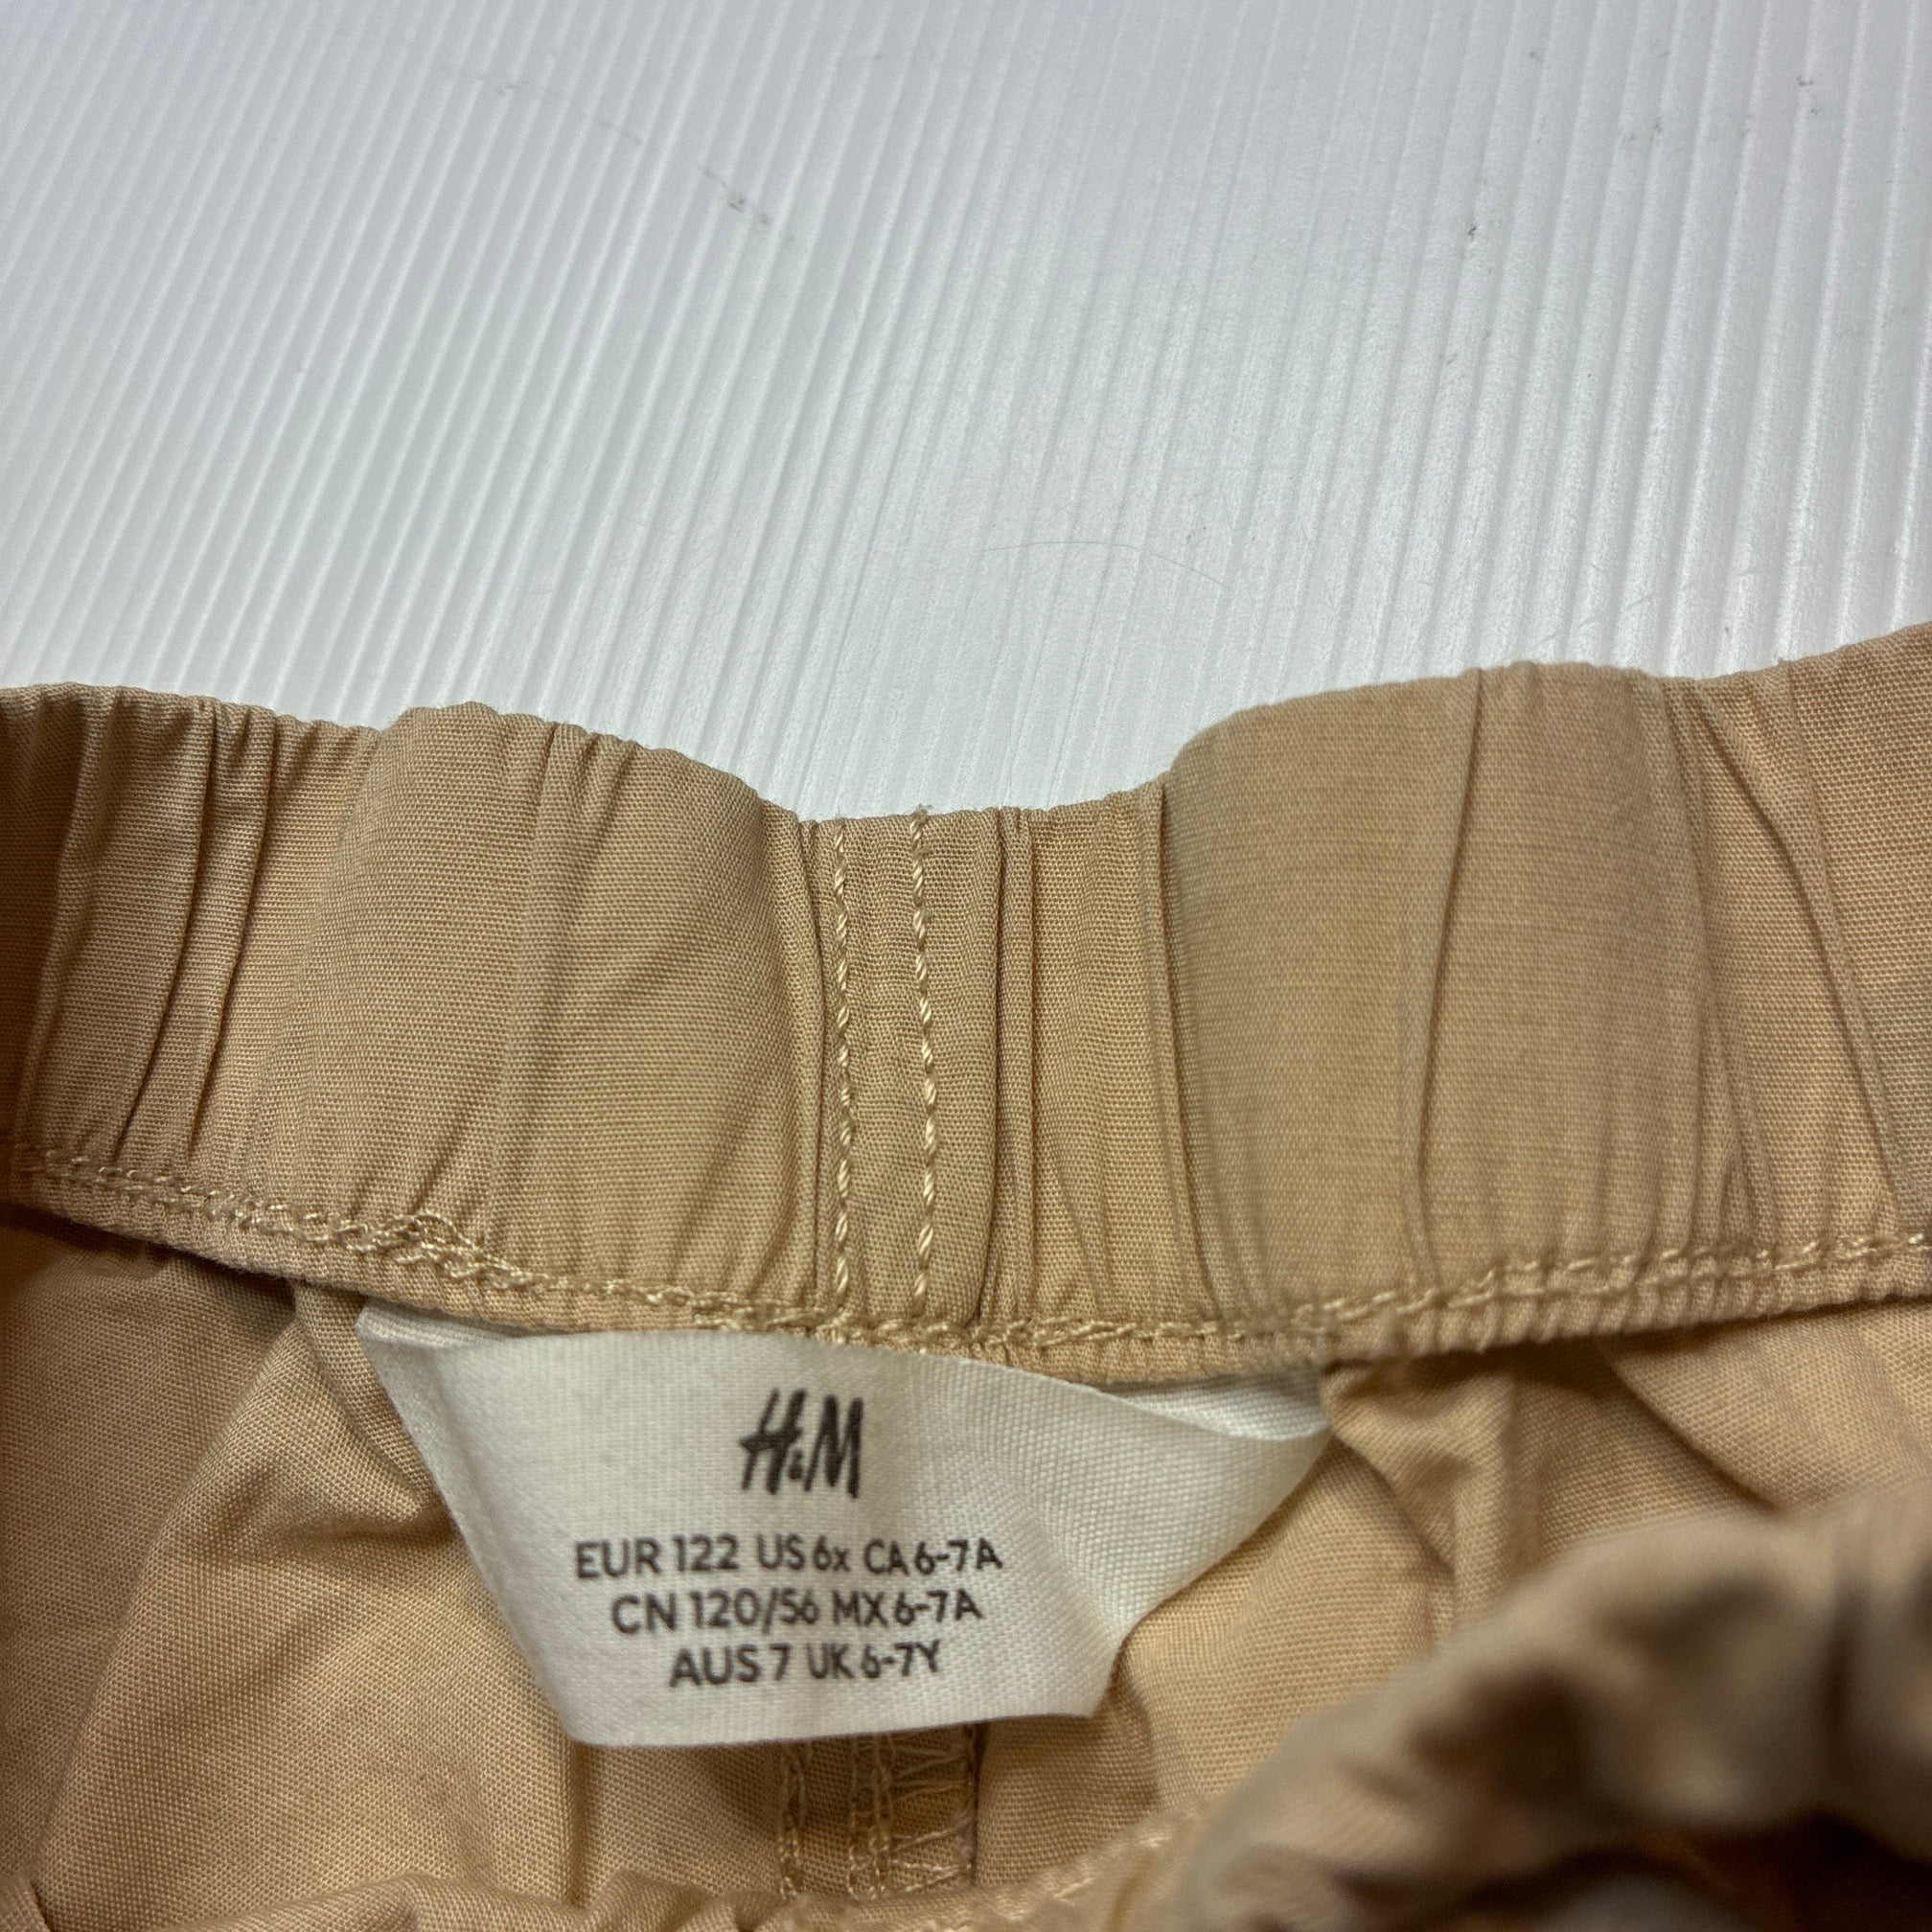 H&M
EUR 122 US 6x CA 6-7A
CN 120/56 MX 6-7A
AUS 7 UK 6-7Y